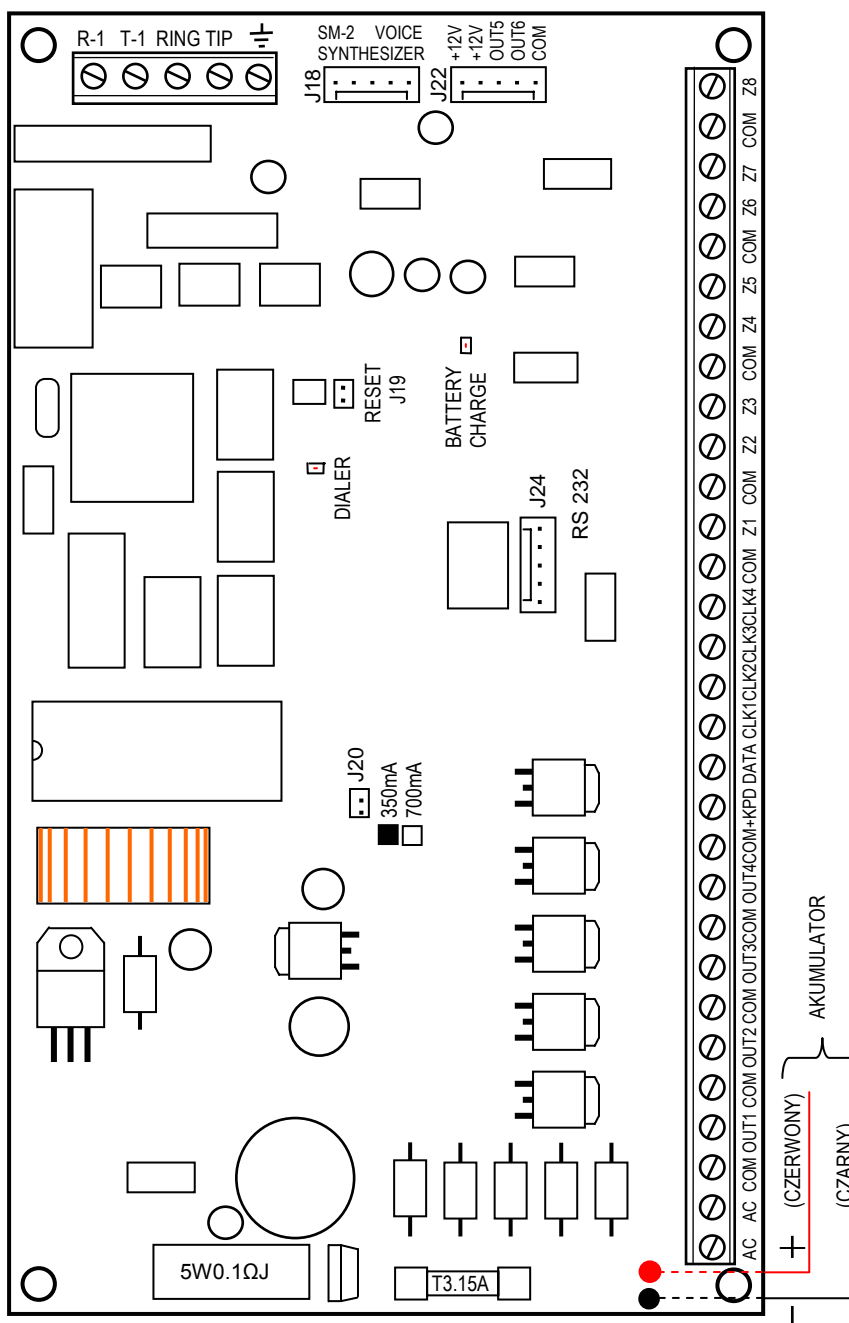 R-1 T-1 RING TIP
SM-2 VOICE
SYNTHESIZER
J18
J22
+12V
+12V
OUT5
OUT6
COM
Z8
COM
Z7
Z6
COM
Z5
Z4
COM
Z3
Z2
COM
Z1
COM
CLK4
CLK3
CLK2
CLK1
DATA
+KPD
COM
OUT4
COM
OUT3
COM
OUT2
COM
OUT1
COM
AC
AC
RESET
J19
BATTERY
CHARGE
DIALER
J24
RS 232
J20
350mA
700mA
AKUMULATOR
(CZERWONY)
(CZARNY)
+
–
5W0.1ΩJ
T3.15A